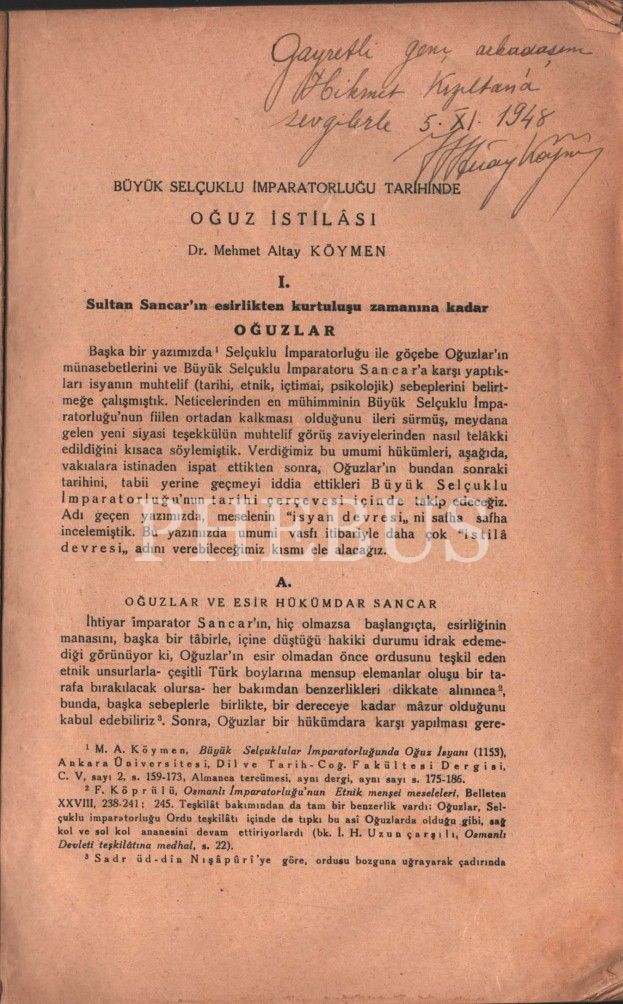 Gayretli genç arkadaşım
Hikmet Kızıltan'a
sevgilerle 5. XI. 1948
BÜYÜK SELÇUKLU İMPARATORLUĞU TARİHİNDE
OĞUZ İSTİLÂSI
Dr. Mehmet Altay KÖYMEN
I.
Sultan Sancar'ın esirlikten kurtuluşu zamanına kadar
OĞUZLAR
Başka bir yazımızda¹ Selçuklu İmparatorluğu ile göçebe Oğuzlar'ın
münasebetlerini ve Büyük Selçuklu İmparatoru Sancar'a karşı yaptık-
ları isyanın muhtelif (tarihi, etnik, içtimai, psikolojik) sebeplerini belirt-
meğe çalışmıştık. Neticelerinden en mühimminin Büyük Selçuklu İmpa-
ratorluğu'nun fiilen ortadan kalkması olduğunu ileri sürmüş, meydana
gelen yeni siyasi teşekkülün muhtelif görüş zaviyelerinden nasıl telâkki
edildiğini kısaca söylemiştik. Verdiğimiz bu umumi hükümleri, aşağıda,
vakıalara istinaden ispat ettikten sonra, Oğuzlar'ın bundan sonraki
tarihini, tabii yerine geçmeyi iddia ettikleri Büyük Selçuklu
İmparatorluğu'nun tarihi çerçevesi içinde takip edeceğiz.
Adı geçen yazımızda, meselenin "isyan devresi„ ni safha safha
incelemiştik. Bu yazımızda umumi vasfı itibariyle daha çok "istilâ
devresi„ adını verebileceğimiz kısmı ele alacağız.
PHEBUS
A.
OĞUZLAR VE ESİR HÜKÜMDAR SANCAR
İhtiyar imparator Sancar'ın, hiç olmazsa başlangıçta, esirliğinin
manasını, başka bir tâbirle, içine düştüğü hakiki durumu idrak edeme-
diği görünüyor ki, Oğuzlar'ın esir olmadan önce ordusunu teşkil eden
etnik unsurlarla- çeşitli Türk boylarına mensup elemanlar oluşu bir ta-
rafa bırakılacak olursa- her bakımdan benzerlikleri dikkate alınınca²,
bunda, başka sebeplerle birlikte, bir dereceye kadar mâzur olduğunu
kabul edebiliriz³. Sonra, Oğuzlar bir hükümdara karşı yapılması gere-
¹ M. A. Köymen, Büyük Selçuklular İmparatorluğunda Oğuz İsyanı (1153),
Ankara Üniversitesi, Dil ve Tarih-Coğ. Fakültesi Dergisi,
C. V, sayı 2, s. 159-173, Almanca tercümesi, aynı dergi, aynı sayı s. 175-186.
² F. Köprülü, Osmanlı İmparatorluğu'nun Etnik menşei meseleleri, Belleten
XXVIII, 238-241; 245. Teşkilât bakımından da tam bir benzerlik vardı: Oğuzlar, Sel-
çuklu imparatorluğu Ordu teşkilâtı içinde de tıpkı bu asî Oğuzlarda olduğu gibi, sağ
kol ve sol kol ananesini devam ettiriyorlardı (bk. İ. H. Uzunçarşılı, Osmanlı
Devleti teşkilâtına medhal, s. 22).
³ Sadr üd-dîn Nişâpûrî'ye göre, ordusu bozguna uğrayarak çadırında